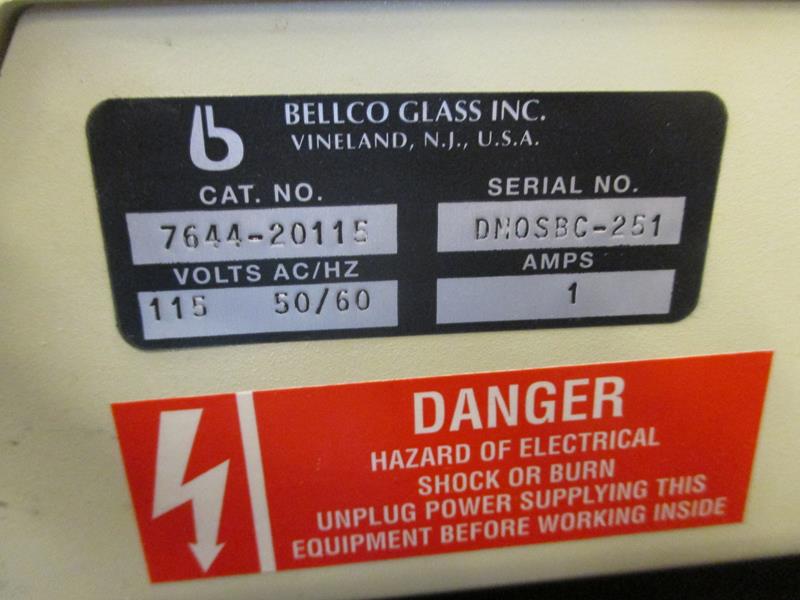 BELLCO GLASS INC.
VINELAND, N.J., U.S.A.
CAT. NO.
7644-20115
SERIAL NO.
DMOSBC-251
VOLTS AC/HZ
115 50/60
AMPS
1
DANGER
HAZARD OF ELECTRICAL
SHOCK OR BURN
UNPLUG POWER SUPPLYING THIS
EQUIPMENT BEFORE WORKING INSIDE